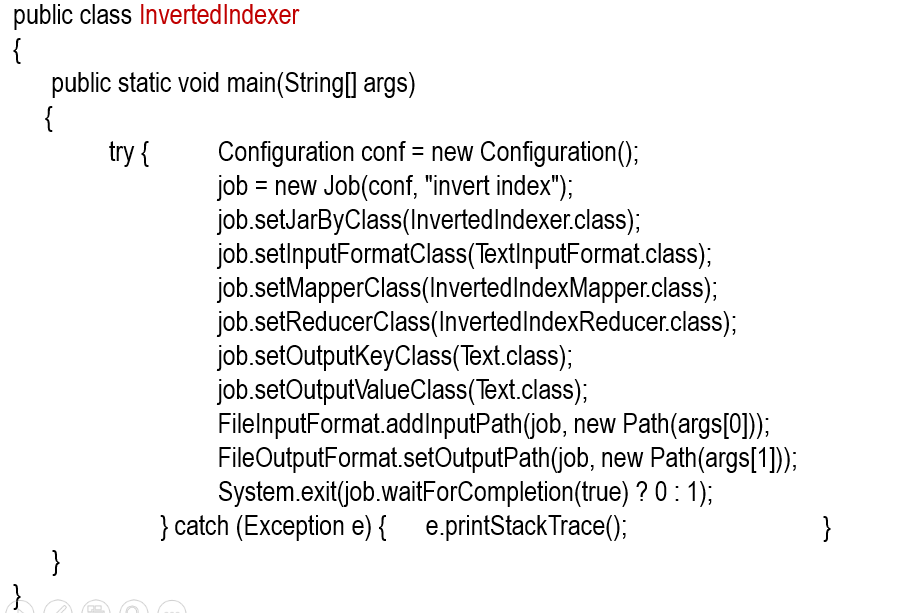 public class InvertedIndexer
{
public static void main(String[] args)
{
try { Configuration conf = new Configuration();
job = new Job(conf, "invert index");
job.setJarByClass(InvertedIndexer.class);
job.setInputFormatClass(TextInputFormat.class);
job.setMapperClass(InvertedIndexMapper.class);
job.setReducerClass(InvertedIndexReducer.class);
job.setOutputKeyClass(Text.class);
job.setOutputValueClass(Text.class);
FileInputFormat.addInputPath(job, new Path(args[0]));
FileOutputFormat.setOutputPath(job, new Path(args[1]));
System.exit(job.waitForCompletion(true) ? 0 : 1);
} catch (Exception e) { e.printStackTrace(); }
}
}